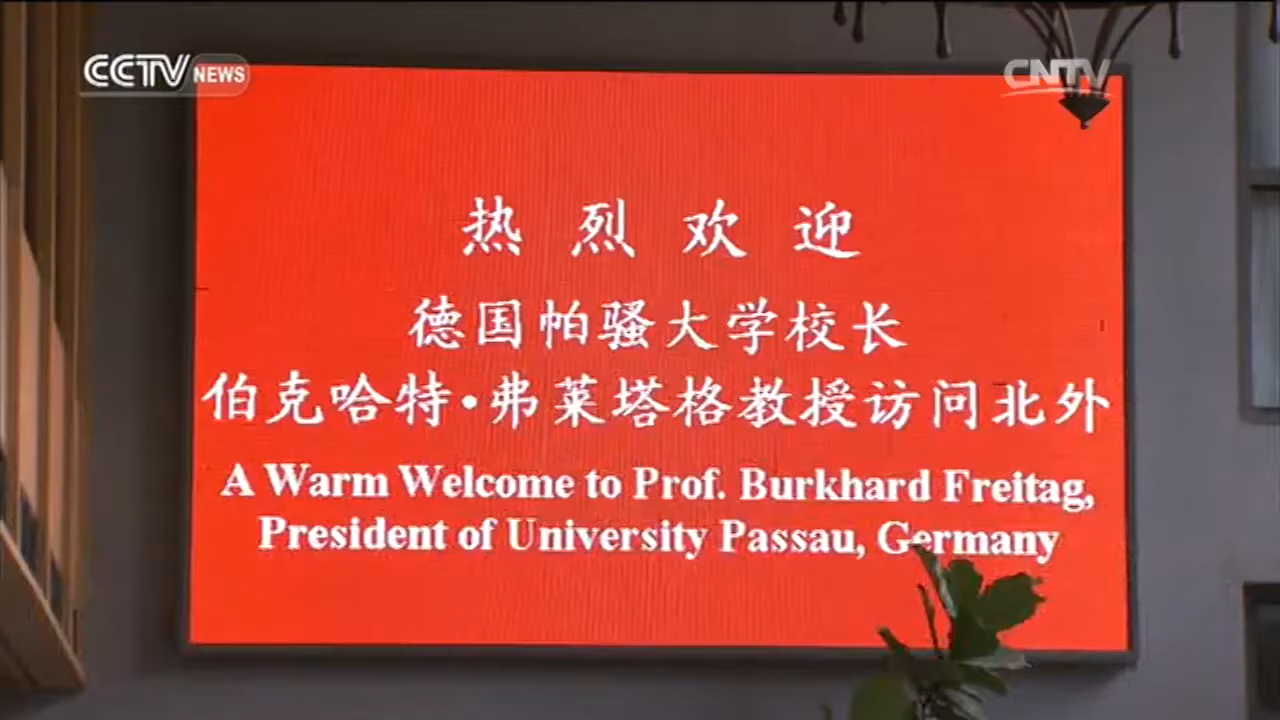 CCTV NEWS
CNTV
热烈欢迎
德国帕骚大学校长
伯克哈特·弗莱塔格教授访问北外
A Warm Welcome to Prof. Burkhard Freitag,
President of University Passau, Germany